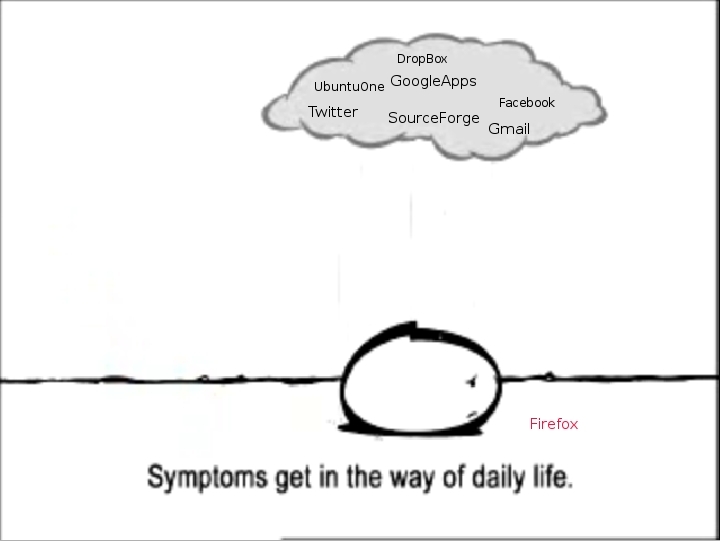 DropBox
UbuntuOne GoogleApps
Facebook
Twitter SourceForge
Gmail
Firefox
Symptoms get in the way of daily life.